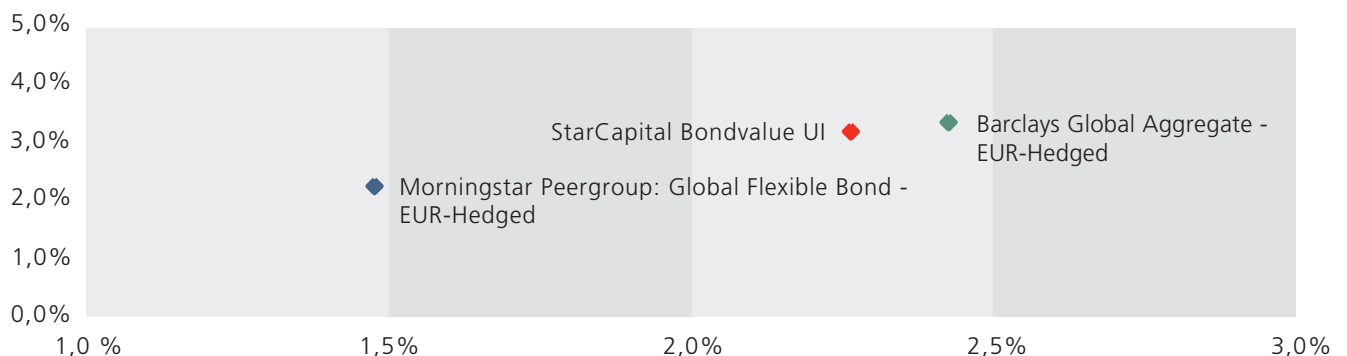 5,0%
4,0%
3,0%
2,0%
1,0%
0,0%
StarCapital Bondvalue UI
Barclays Global Aggregate -
EUR-Hedged
Morningstar Peergroup: Global Flexible Bond -
EUR-Hedged
1,0 %
1,5%
2,0%
2,5%
3,0%